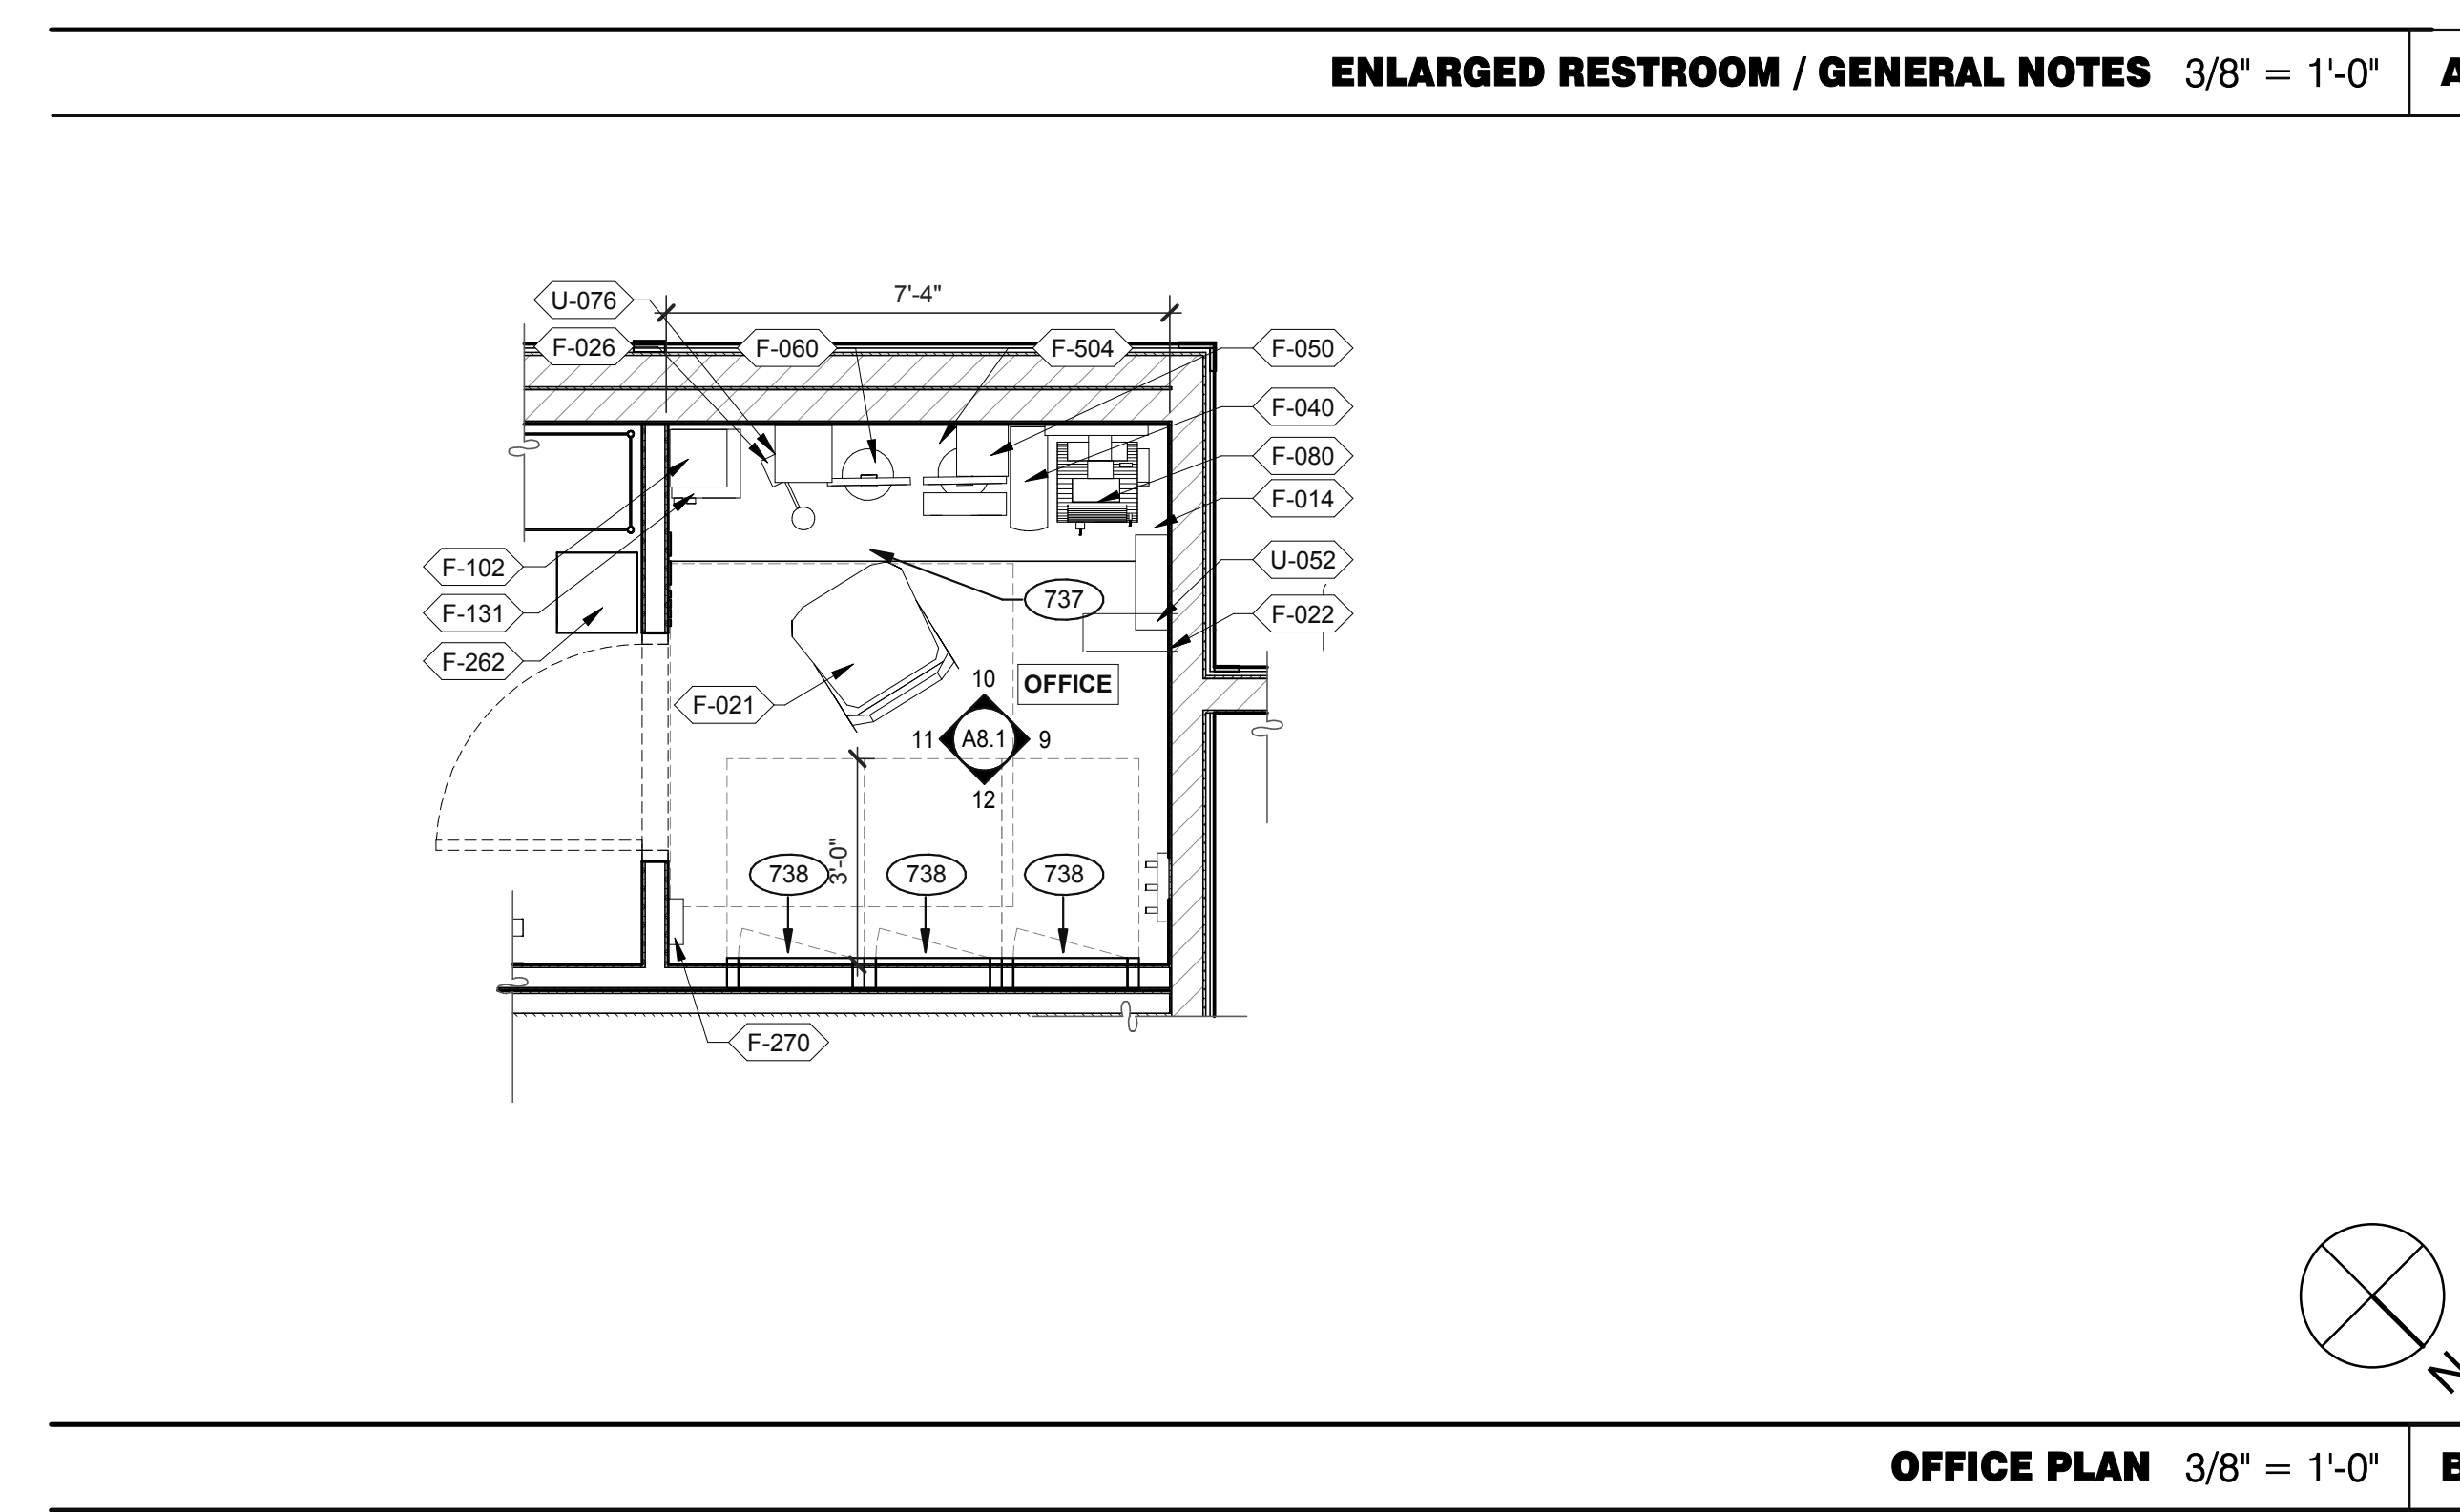 ENLARGED RESTROOM / GENERAL NOTES 3/8" = 1'-0"
7'-4"
U-076
F-026
F-060
F-504
F-050
F-040
F-080
F-014
U-052
F-022
F-102
F-131
F-262
737
OFFICE
F-021
10
11
A8.1
9
12
3'-0"
738
738
738
F-270
N
OFFICE PLAN 3/8" = 1'-0"